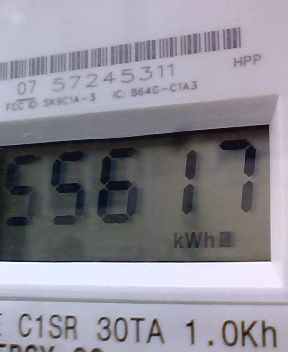 07 57245311
HPP
FCC ID: SK9C1A-3 IC: 864G-C1A3
55617
kWh
C1SR 30TA 1.0Kh